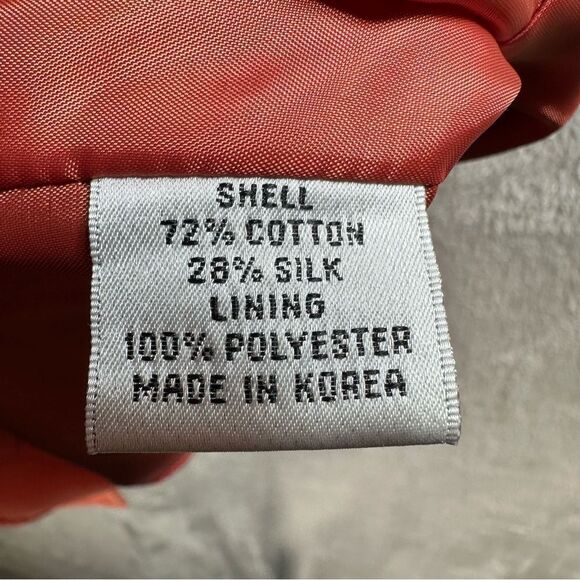 SHELL
72% COTTON
28% SILK
LINING
100% POLYESTER
MADE IN KOREA